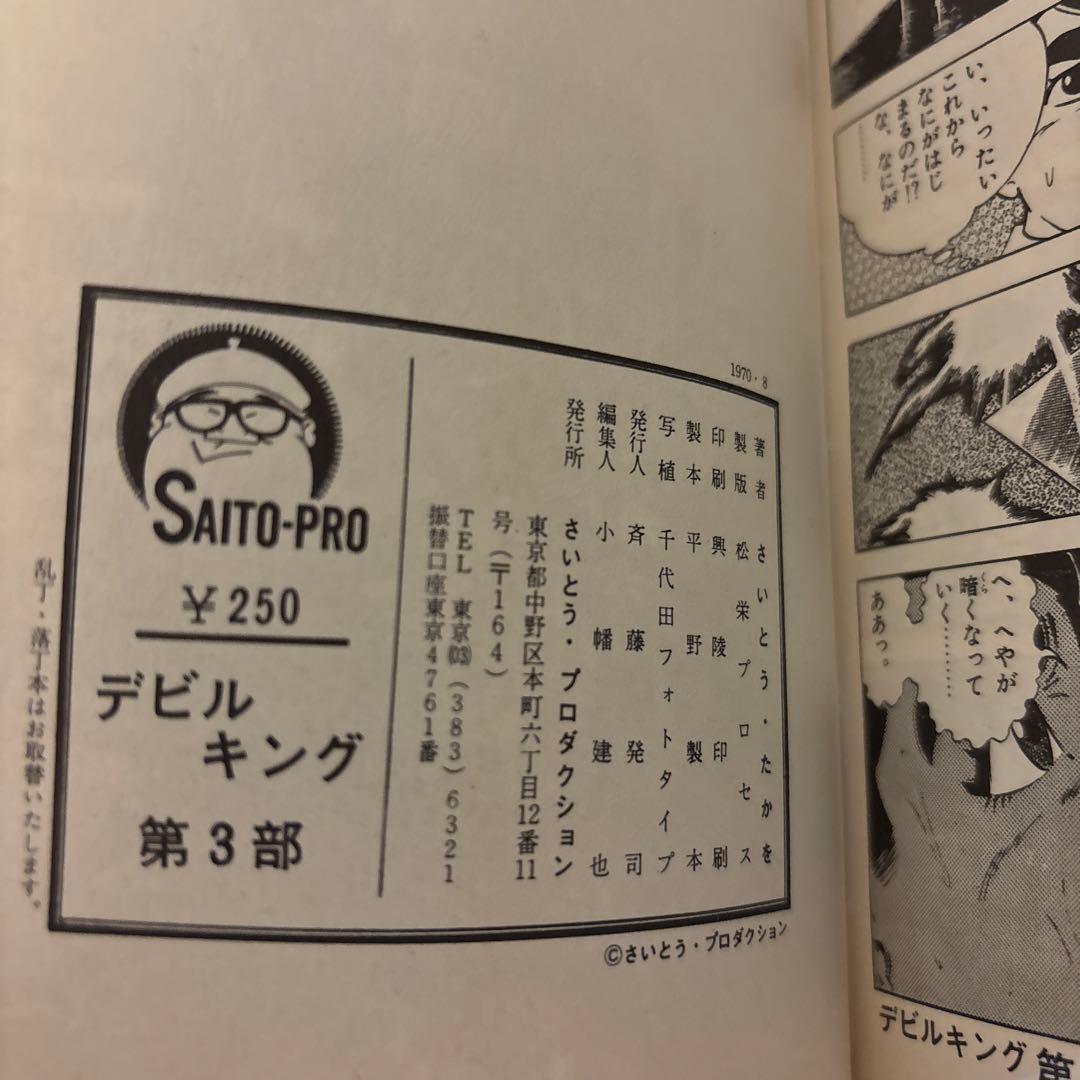 SAITO-PRO
¥250
デビル
キング
第3部
1970・8
著者 さいとう・たかを
製版 松栄プロセス
印刷 興陵印刷
製本 平野製本
写植 千代田フォトタイプ
発行人 斉藤発司
編集人 小幡建也
発行所 さいとう・プロダクション
東京都中野区本町六丁目12番11
号(〒164)
TEL 東京(03)(383)6321
振替口座東京4761番
©さいとう・プロダクション
乱丁・落丁本はお取替いたします。
い、いったい
これから
なにがはじ
まるのだ!?
な、なにが
………
へ、へやが
暗くなって
くら
いく………
ああっ。
デビルキング 第